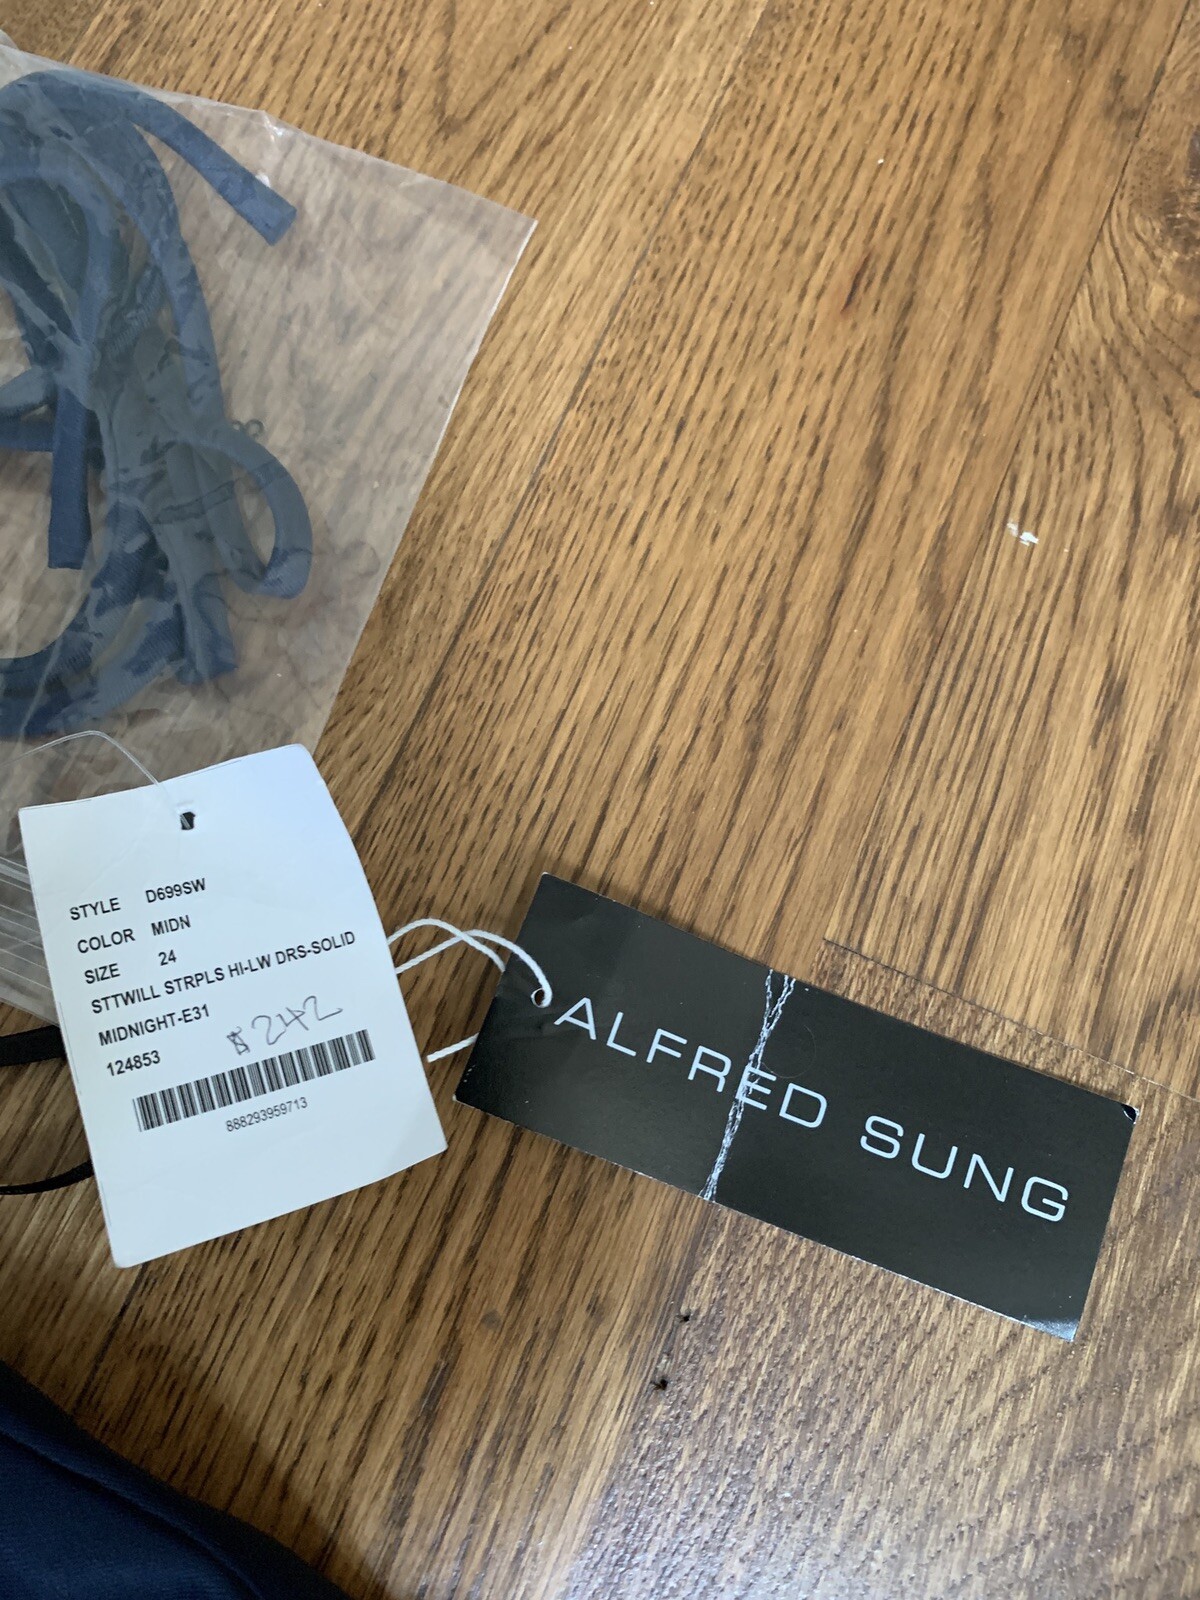 STYLE D699SW
COLOR MIDN
SIZE 24
STTWILL STRPLS HI-LW DRS-SOLID
MIDNIGHT-E31
124853
$242
888293959713
ALFRED SUNG